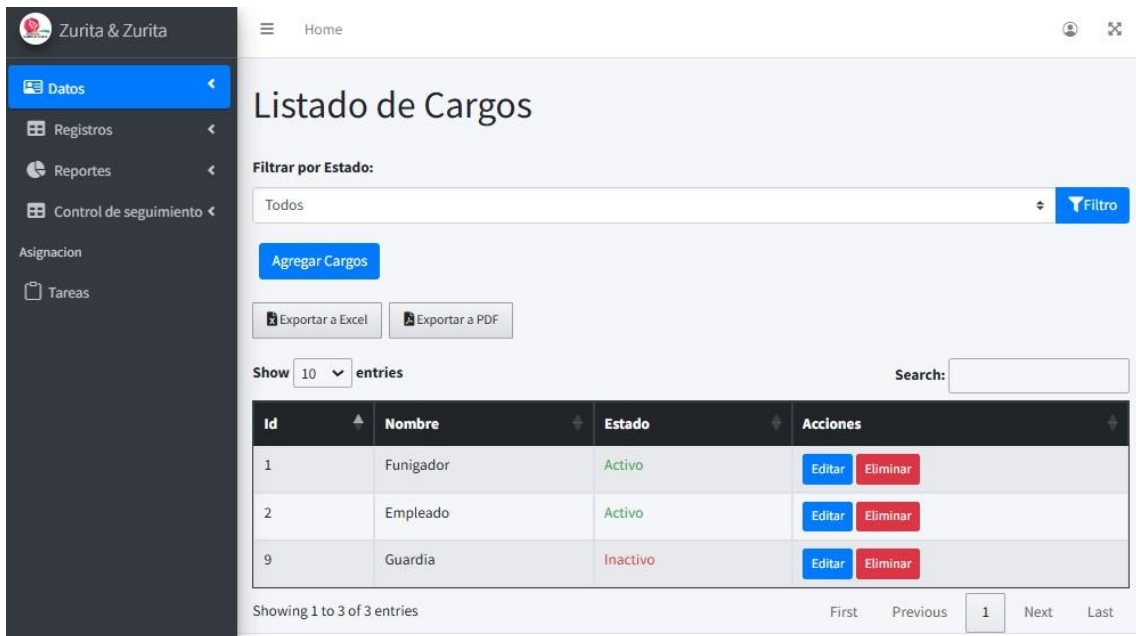 Zurita & Zurita
Home
Datos
Registros
Reportes
Control de seguimiento
Asignacion
Tareas
Listado de Cargos
Filtrar por Estado:
Todos
Filtro
Agregar Cargos
Exportar a Excel
Exportar a PDF
Show 10 entries
Search:
Id Nombre Estado Acciones
1 Funigador Activo Editar Eliminar
2 Empleado Activo Editar Eliminar
9 Guardia Inactivo Editar Eliminar
Showing 1 to 3 of 3 entries
First Previous 1 Next Last